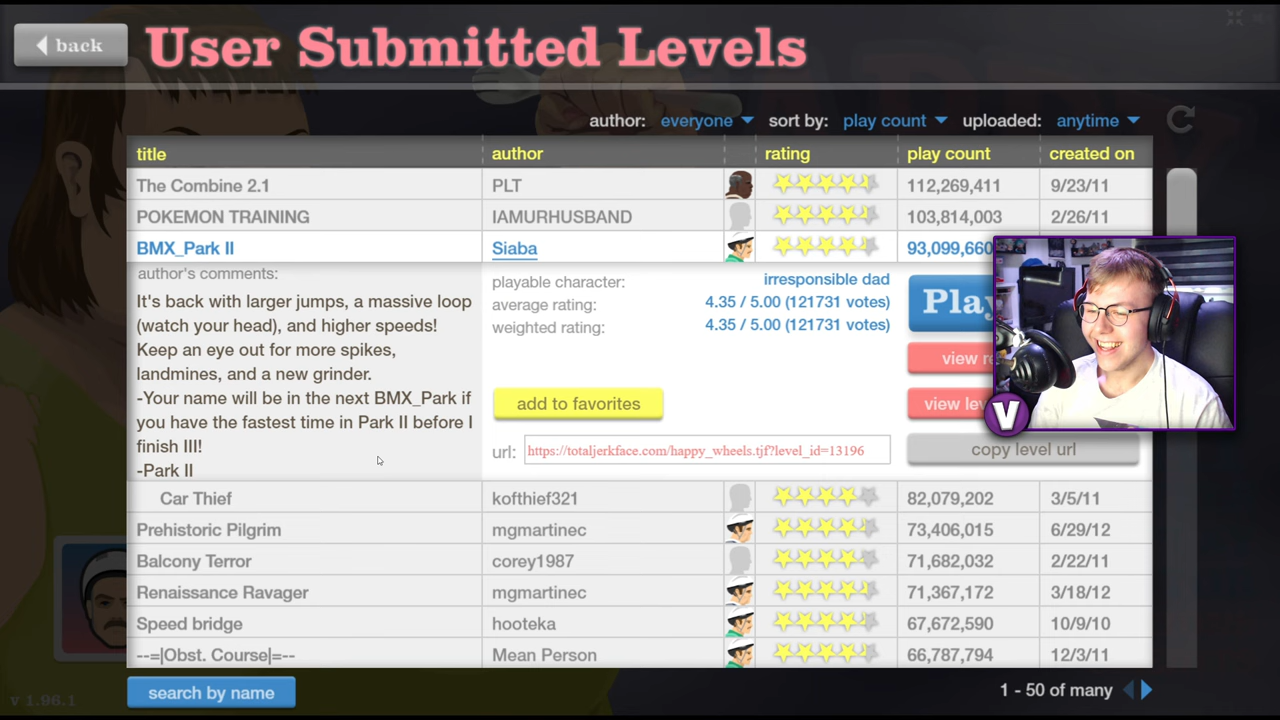 back
User Submitted Levels
author: everyone sort by: play count uploaded: anytime
title author rating play count created on
The Combine 2.1 PLT 112,269,411 9/23/11
POKEMON TRAINING IAMURHUSBAND 103,814,003 2/26/11
BMX_Park II Siaba 93,099,660
author's comments:
It's back with larger jumps, a massive loop
(watch your head), and higher speeds!
Keep an eye out for more spikes,
landmines, and a new grinder.
-Your name will be in the next BMX_Park if
you have the fastest time in Park II before I
finish III!
-Park II
playable character: irresponsible dad
average rating: 4.35 / 5.00 (121731 votes)
weighted rating: 4.35 / 5.00 (121731 votes)
add to favorites
url: https://totaljerkface.com/happy_wheels.tjf?level_id=13196
Play
view
view
copy level url
V
Car Thief kofthief321 82,079,202 3/5/11
Prehistoric Pilgrim mgmartinec 73,406,015 6/29/12
Balcony Terror corey1987 71,682,032 2/22/11
Renaissance Ravager mgmartinec 71,367,172 3/18/12
Speed bridge hooteka 67,672,590 10/9/10
--=|Obst. Course|=-- Mean Person 66,787,794 12/3/11
search by name
1 - 50 of many
v 1.96.1